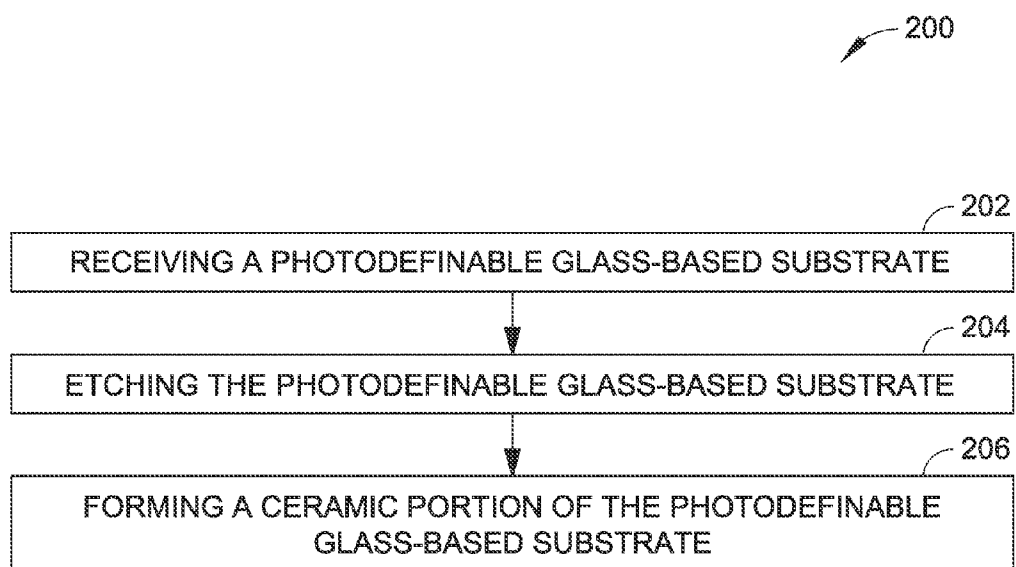 200
202
RECEIVING A PHOTODEFINABLE GLASS-BASED SUBSTRATE
204
ETCHING THE PHOTODEFINABLE GLASS-BASED SUBSTRATE
206
FORMING A CERAMIC PORTION OF THE PHOTODEFINABLE
GLASS-BASED SUBSTRATE